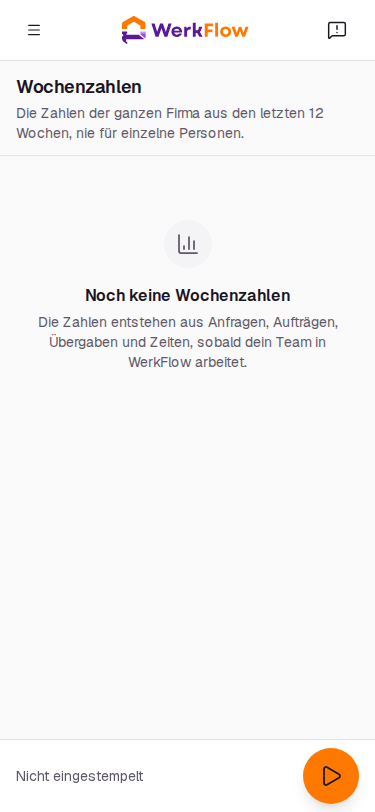 WerkFlow
Wochenzahlen
Die Zahlen der ganzen Firma aus den letzten 12
Wochen, nie für einzelne Personen.
Noch keine Wochenzahlen
Die Zahlen entstehen aus Anfragen, Aufträgen,
Übergaben und Zeiten, sobald dein Team in
WerkFlow arbeitet.
Nicht eingestempelt